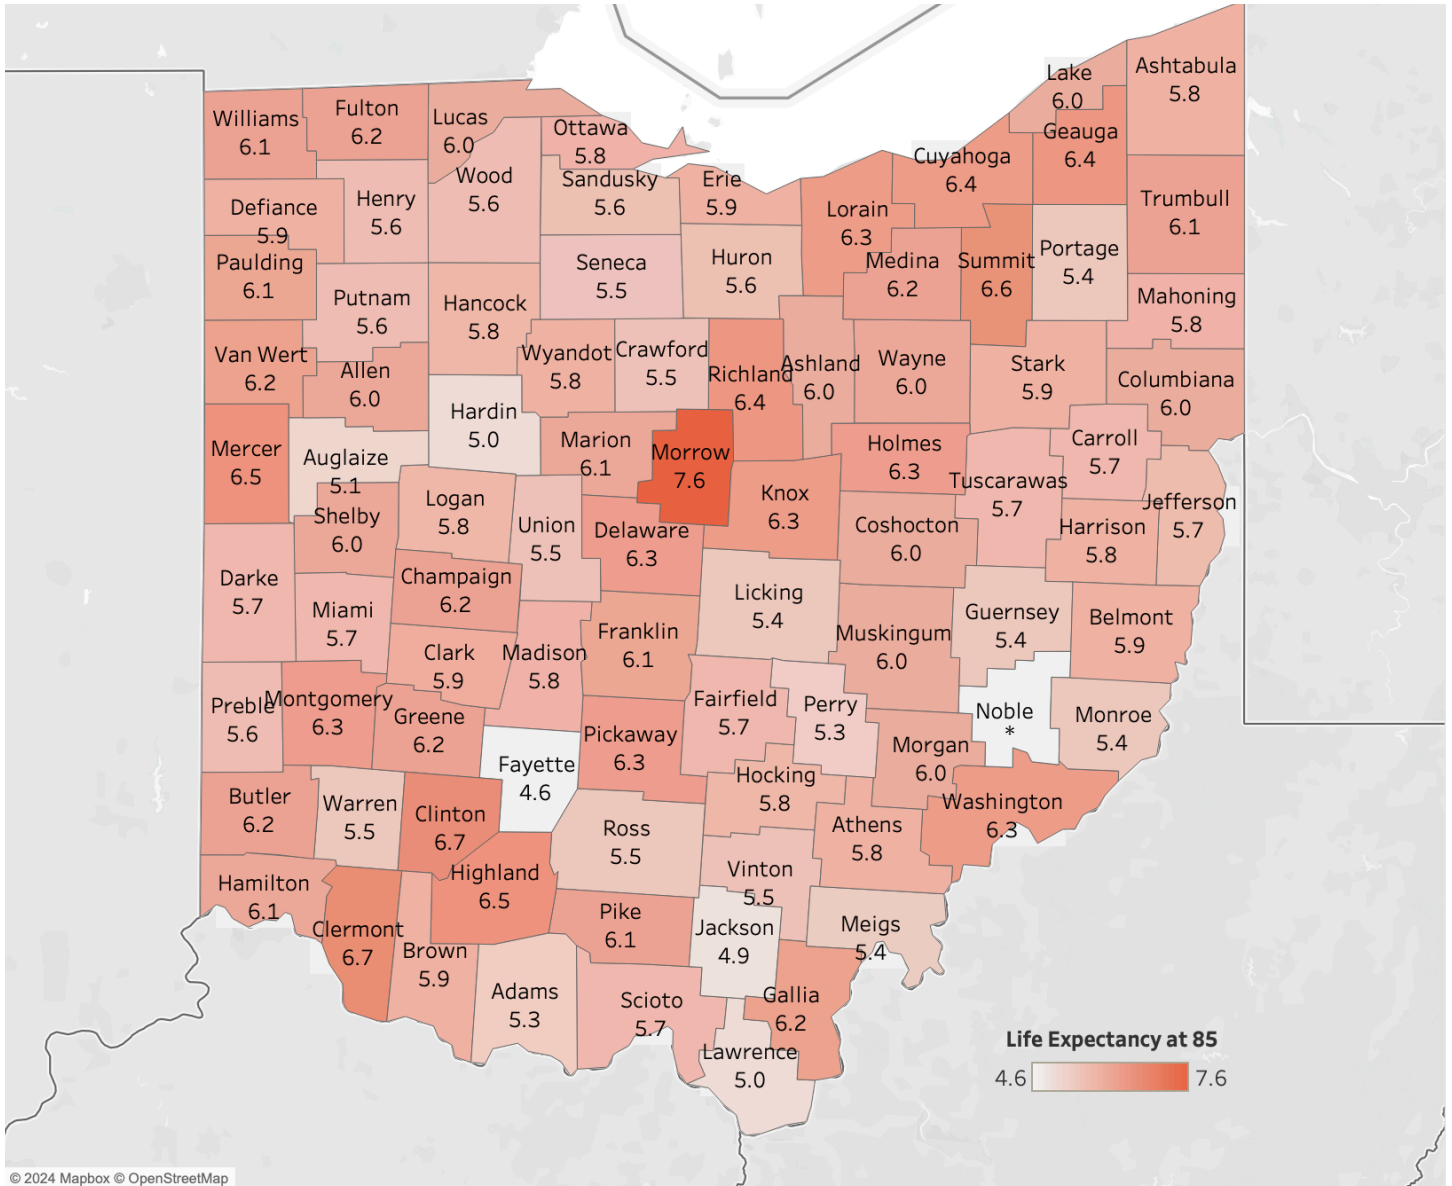 Lake
6.0
Ashtabula
5.8
Williams
6.1
Fulton
6.2
Lucas
6.0
Ottawa
5.8
Geauga
6.4
Cuyahoga
6.4
Wood
5.6
Sandusky
5.6
Erie
5.9
Lorain
6.3
Trumbull
6.1
Defiance
5.9
Henry
5.6
Paulding
6.1
Seneca
5.5
Huron
5.6
Medina
6.2
Summit
6.6
Portage
5.4
Putnam
5.6
Hancock
5.8
Mahoning
5.8
Van Wert
6.2
Allen
6.0
Wyandot
5.8
Crawford
5.5
Richland
6.4
Ashland
6.0
Wayne
6.0
Stark
5.9
Columbiana
6.0
Hardin
5.0
Mercer
6.5
Auglaize
5.1
Marion
6.1
Morrow
7.6
Holmes
6.3
Carroll
5.7
Tuscarawas
5.7
Knox
6.3
Logan
5.8
Shelby
6.0
Union
5.5
Delaware
6.3
Coshocton
6.0
Harrison
5.8
Jefferson
5.7
Darke
5.7
Miami
5.7
Champaign
6.2
Licking
5.4
Guernsey
5.4
Belmont
5.9
Franklin
6.1
Muskingum
6.0
Clark
5.9
Madison
5.8
Preble
5.6
Montgomery
6.3
Greene
6.2
Fairfield
5.7
Perry
5.3
Noble
*
Monroe
5.4
Pickaway
6.3
Morgan
6.0
Fayette
4.6
Hocking
5.8
Butler
6.2
Warren
5.5
Clinton
6.7
Ross
5.5
Athens
5.8
Washington
6.3
Highland
6.5
Vinton
5.5
Hamilton
6.1
Clermont
6.7
Brown
5.9
Pike
6.1
Jackson
4.9
Meigs
5.4
Adams
5.3
Scioto
5.7
Gallia
6.2
Lawrence
5.0
Life Expectancy at 85
4.6 7.6
© 2024 Mapbox © OpenStreetMap